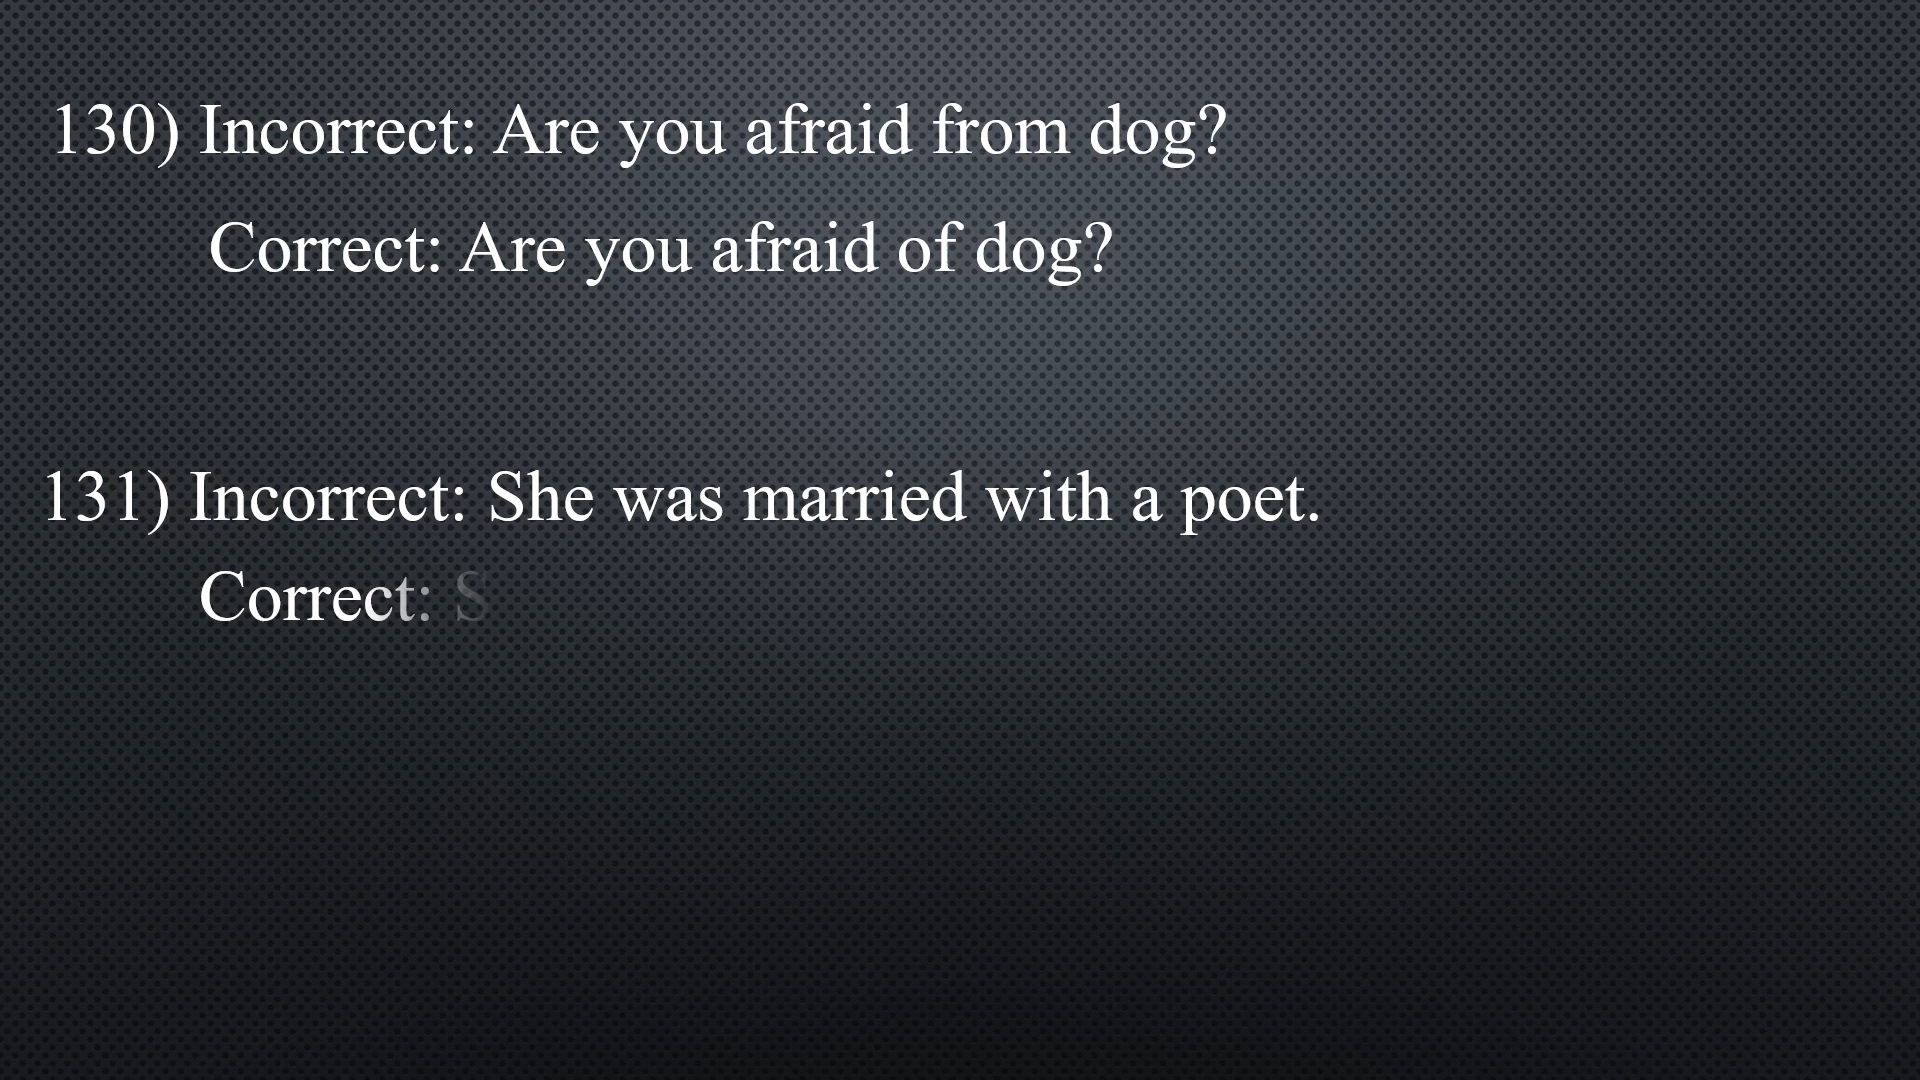 130) Incorrect: Are you afraid from dog?
Correct: Are you afraid of dog?
131) Incorrect: She was married with a poet.
Correct: S